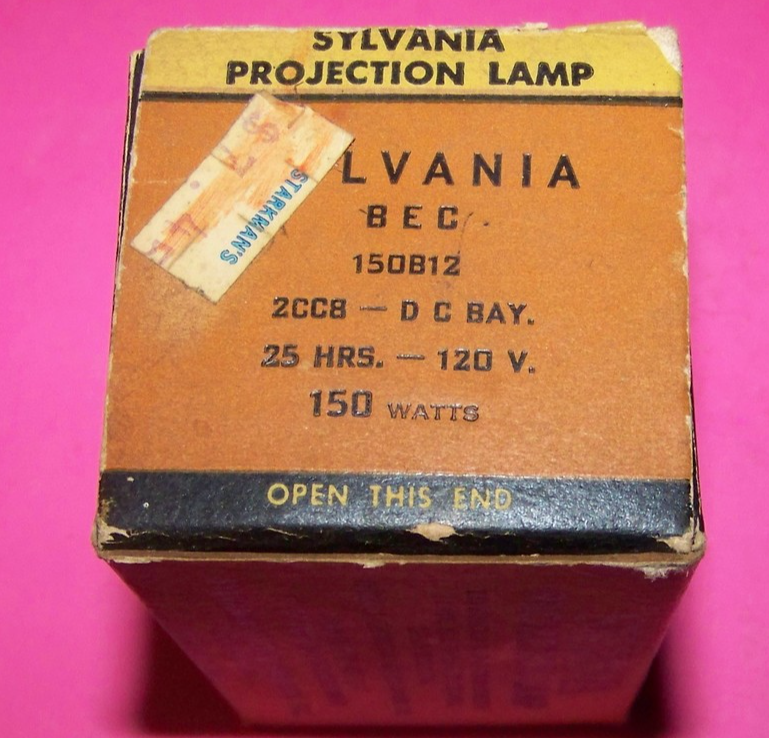 SYLVANIA
PROJECTION LAMP
LVANIA
BEC
150B12
2CC8 — D C BAY.
25 HRS. — 120 V.
150 WATTS
STARKMAN'S
OPEN THIS END